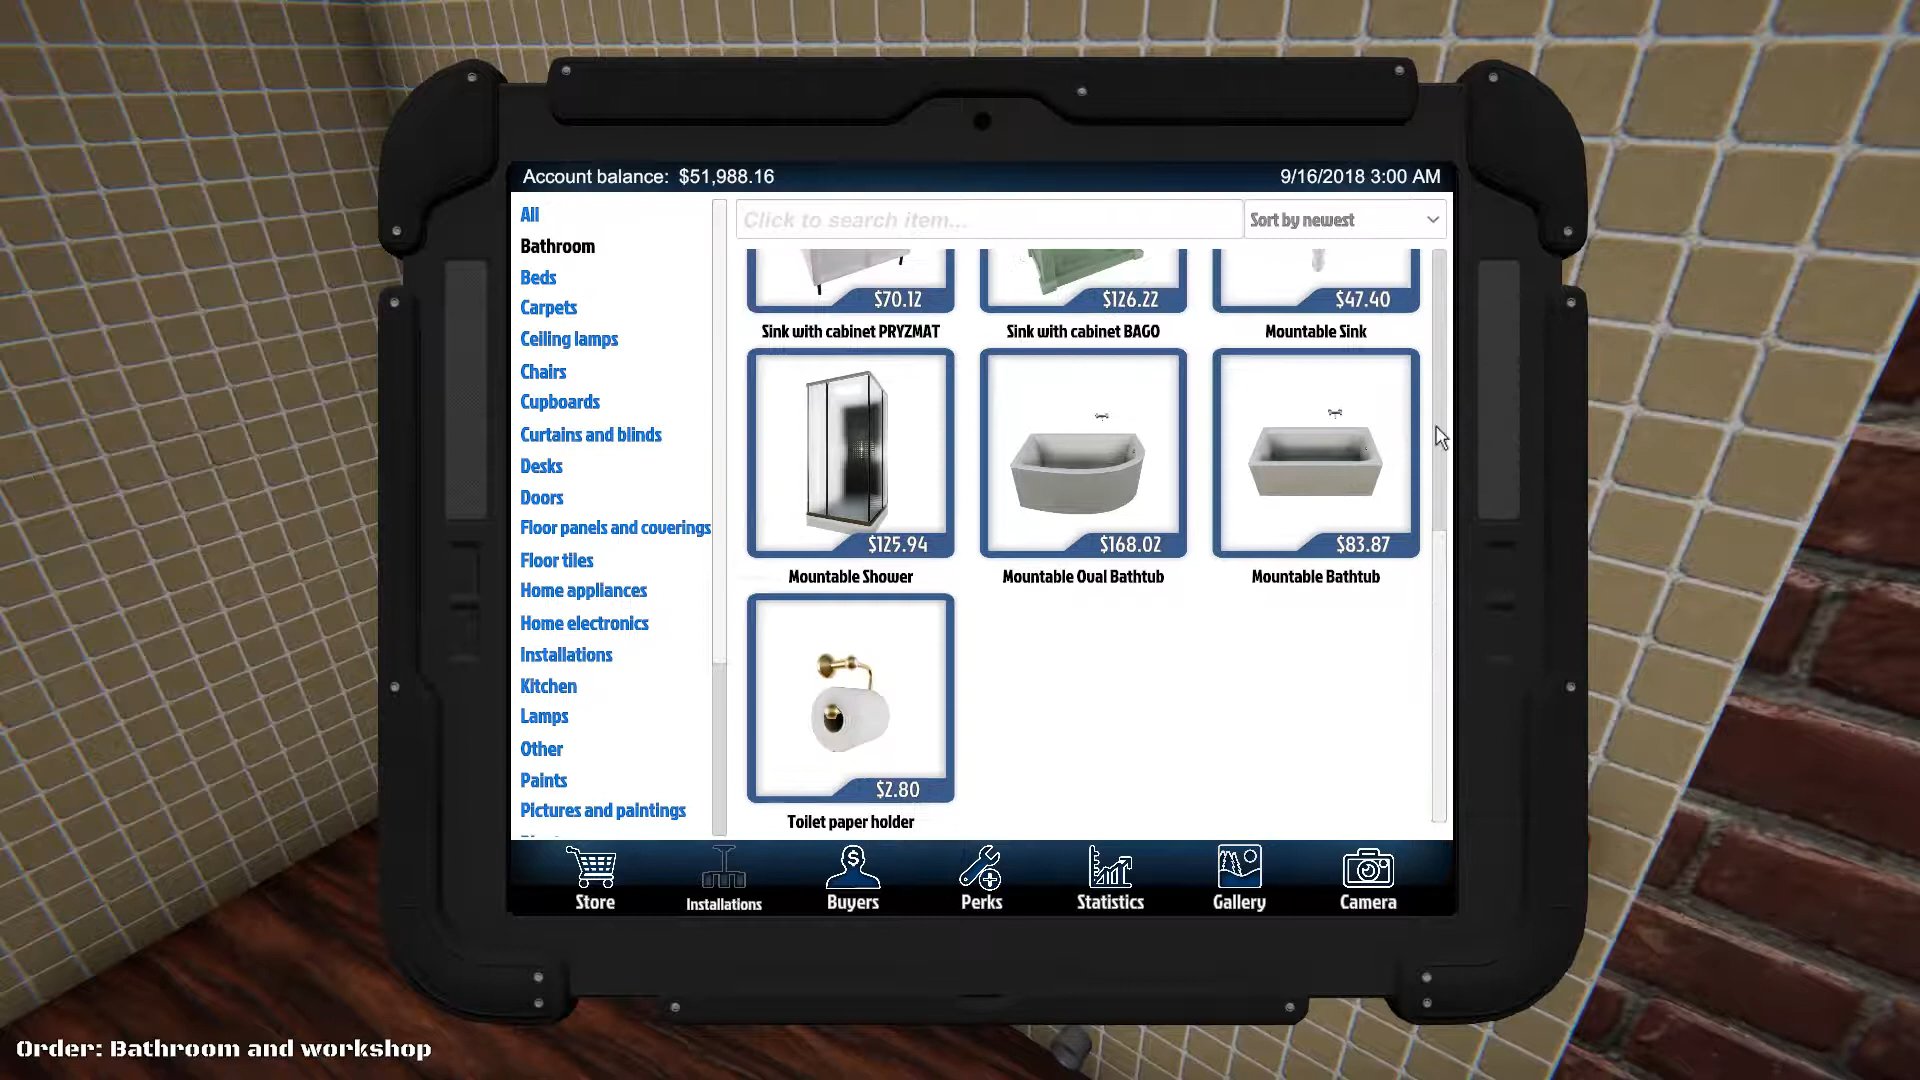 Account balance: $51,988.16
9/16/2018 3:00 AM
All
Bathroom
Beds
Carpets
Ceiling lamps
Chairs
Cupboards
Curtains and blinds
Desks
Doors
Floor panels and coverings
Floor tiles
Home appliances
Home electronics
Installations
Kitchen
Lamps
Other
Paints
Pictures and paintings
Click to search item...
Sort by newest
$70.12
$126.22
$47.40
Sink with cabinet PRYZMAT
Sink with cabinet BAGO
Mountable Sink
$125.94
$168.02
$83.87
Mountable Shower
Mountable Oval Bathtub
Mountable Bathtub
$2.80
Toilet paper holder
Store
Installations
Buyers
Perks
Statistics
Gallery
Camera
Order: Bathroom and workshop